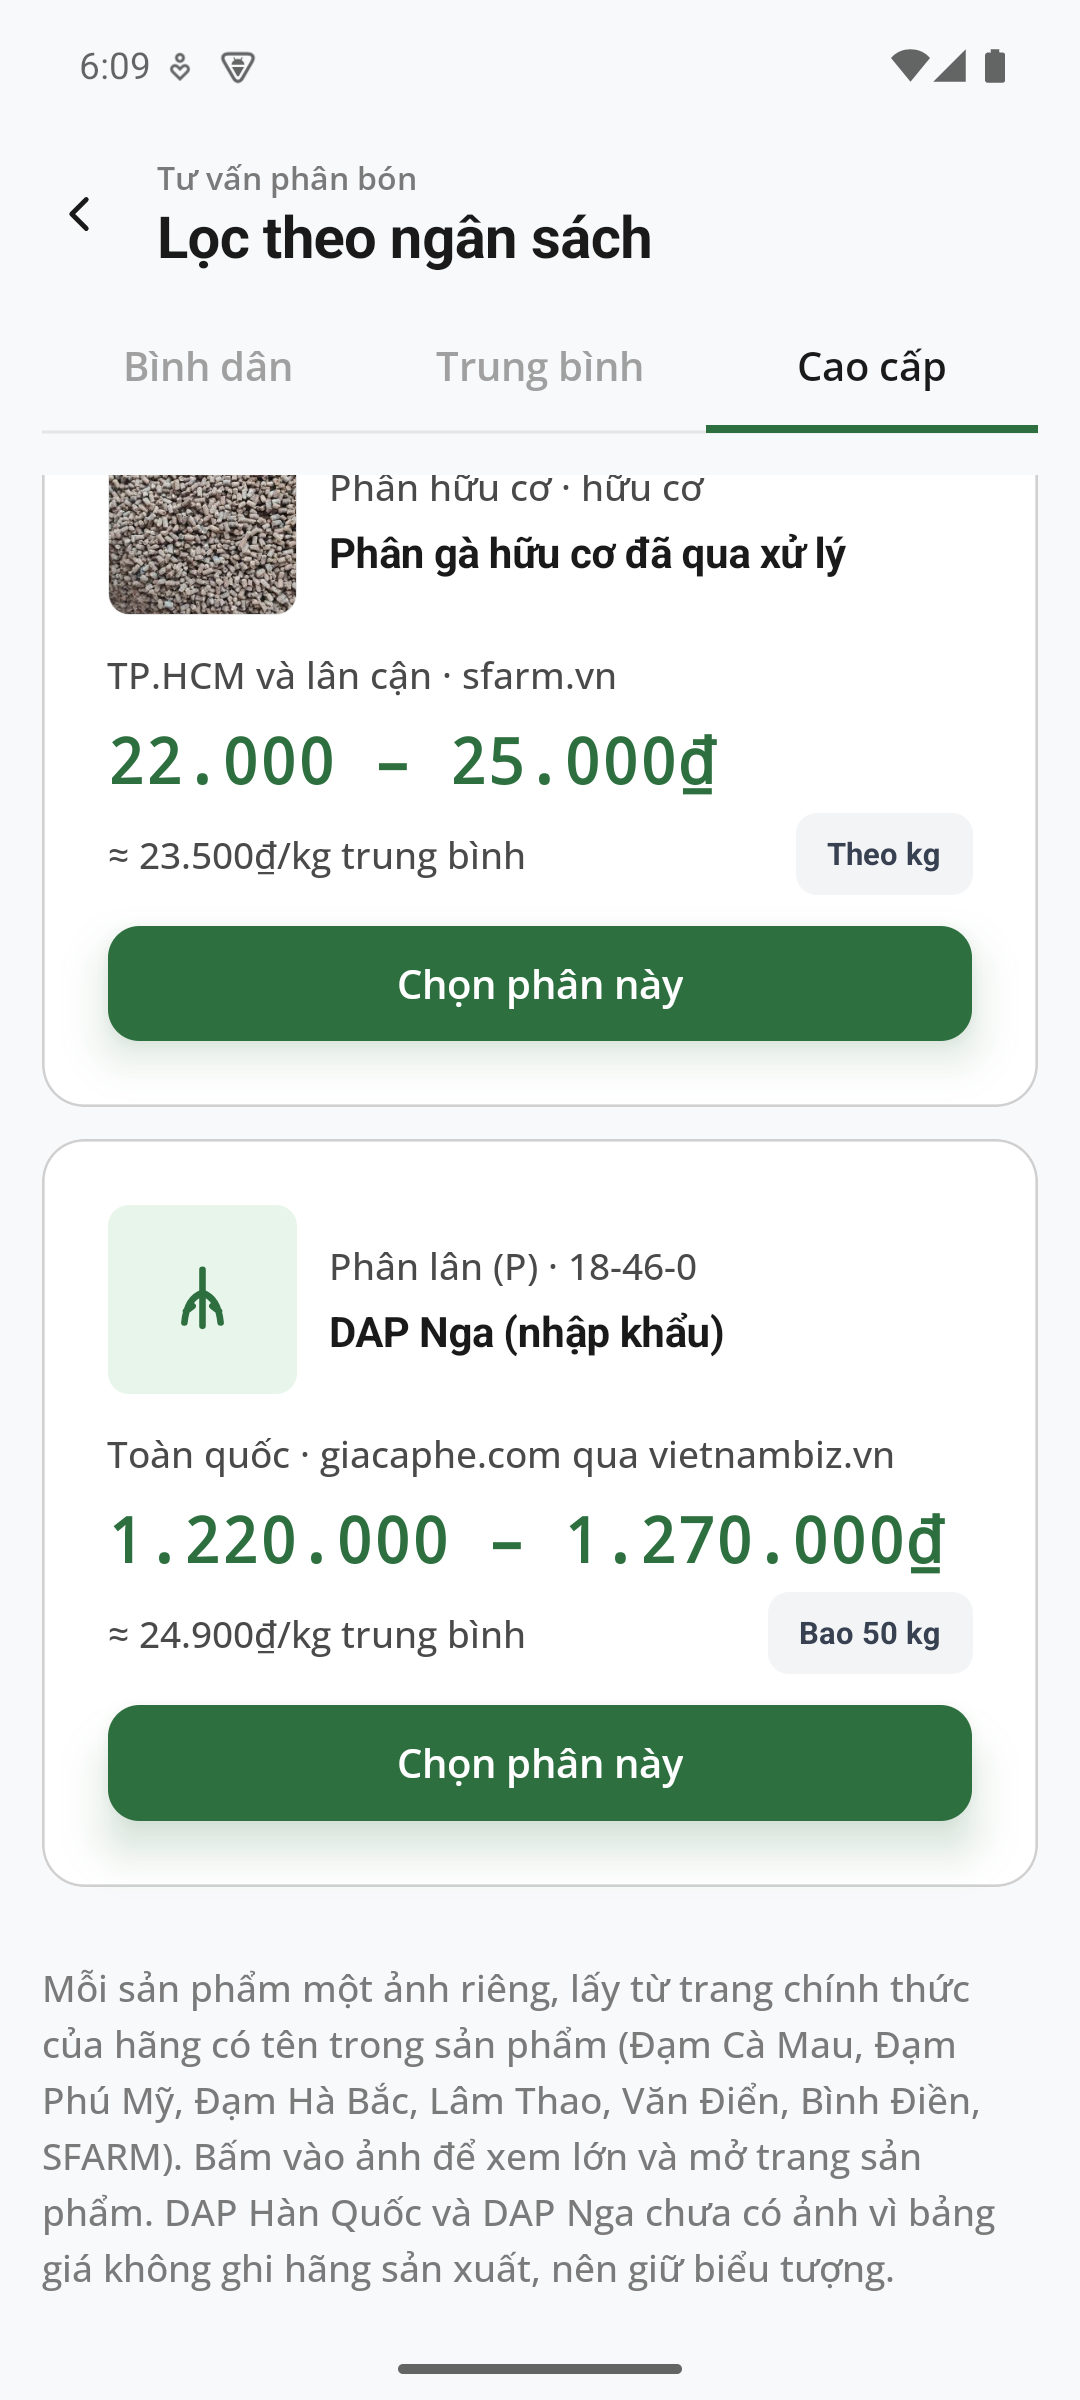 6:09
Tư vấn phân bón
Lọc theo ngân sách
Bình dân
Trung bình
Cao cấp
Phân hữu cơ · hữu cơ
Phân gà hữu cơ đã qua xử lý
TP.HCM và lân cận · sfarm.vn
22.000 – 25.000₫
≈ 23.500₫/kg trung bình
Theo kg
Chọn phân này
Phân lân (P) · 18-46-0
DAP Nga (nhập khẩu)
Toàn quốc · giacaphe.com qua vietnambiz.vn
1.220.000 – 1.270.000₫
≈ 24.900₫/kg trung bình
Bao 50 kg
Chọn phân này
Mỗi sản phẩm một ảnh riêng, lấy từ trang chính thức
của hãng có tên trong sản phẩm (Đạm Cà Mau, Đạm
Phú Mỹ, Đạm Hà Bắc, Lâm Thao, Văn Điển, Bình Điền,
SFARM). Bấm vào ảnh để xem lớn và mở trang sản
phẩm. DAP Hàn Quốc và DAP Nga chưa có ảnh vì bảng
giá không ghi hãng sản xuất, nên giữ biểu tượng.